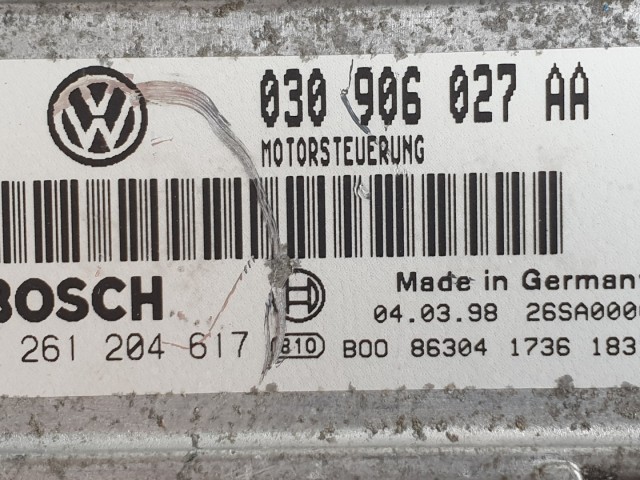 030 906 027 AA
MOTORSTEUERUNG
BOSCH
Made in German
04.03.98 26SA000
261 204 617 810 B00 86304 1736 183